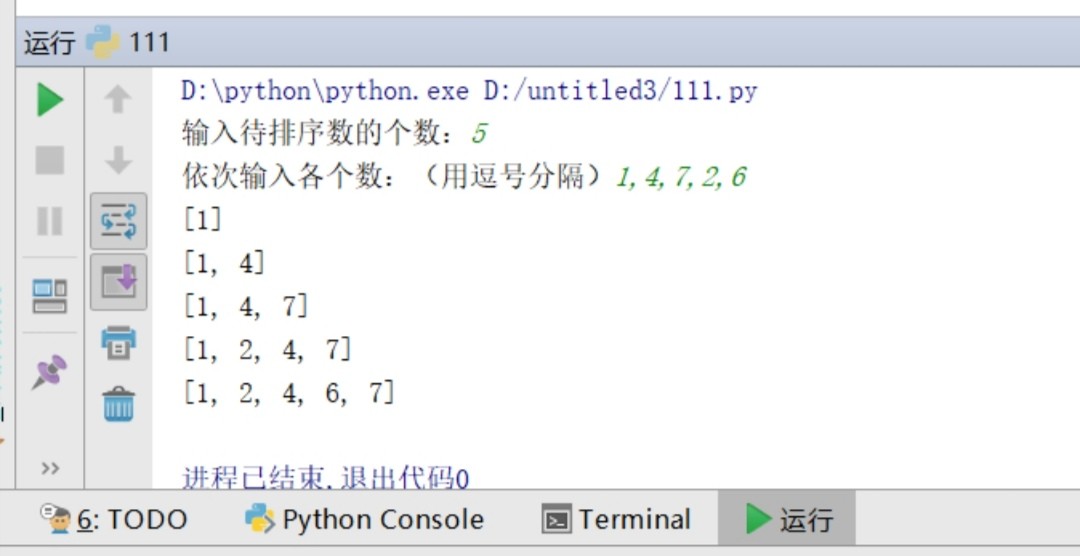 运行 111
D:\python\python.exe D:/untitled3/111.py
输入待排序数的个数：5
依次输入各个数：（用逗号分隔）1,4,7,2,6
[1]
[1, 4]
[1, 4, 7]
[1, 2, 4, 7]
[1, 2, 4, 6, 7]
进程已结束,退出代码0
6: TODO Python Console Terminal 运行